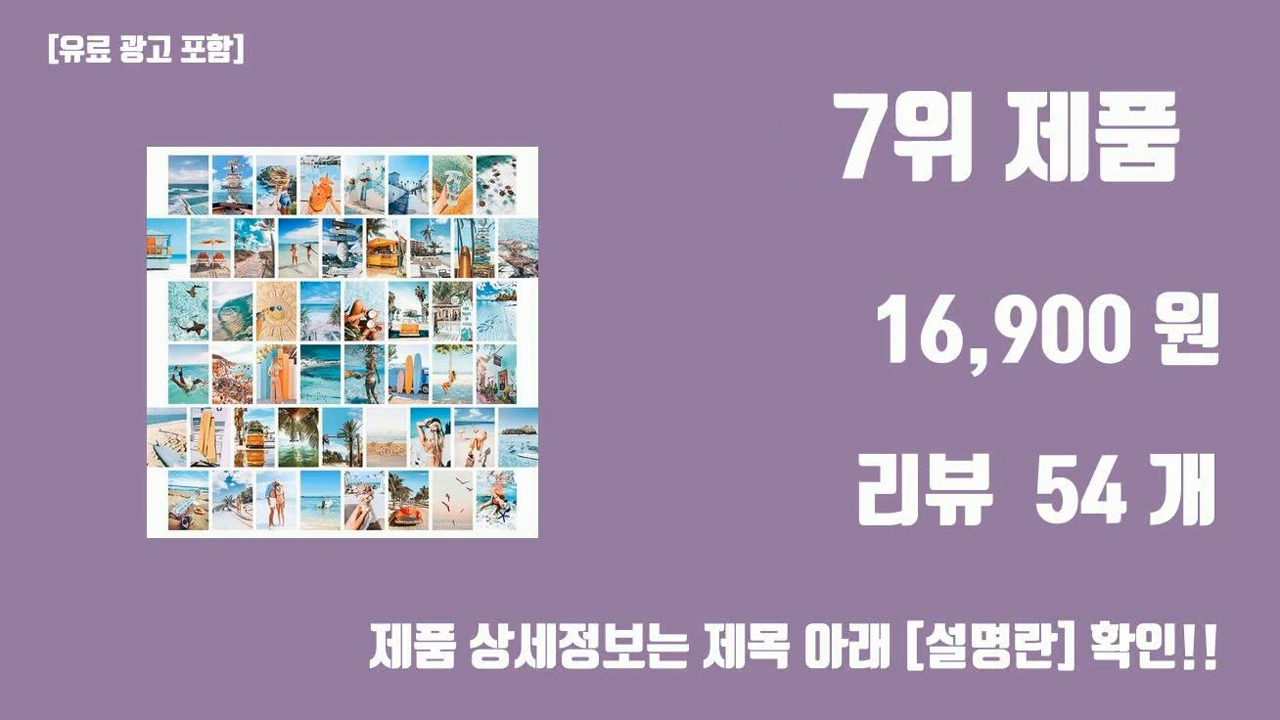 [유료 광고 포함]
7위 제품
16,900 원
리뷰 54 개
제품 상세정보는 제목 아래 [설명란] 확인!!